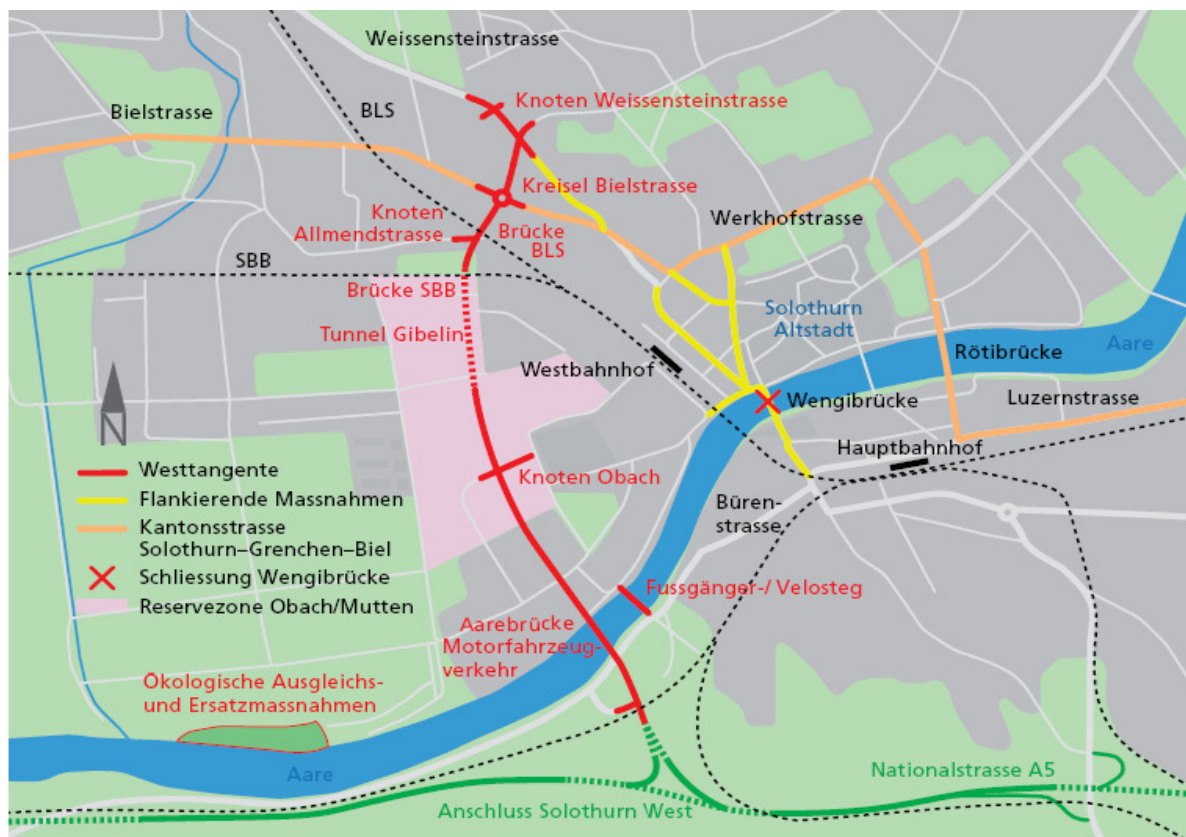 Weissensteinstrasse
Knoten Weissensteinstrasse
BLS
Bielstrasse
Kreisel Bielstrasse
Knoten
Allmendstrasse
Brücke
BLS
Werkhofstrasse
SBB
Brücke SBB
Tunnel Gibelin
Solothurn
Altstadt
Aare
Rötibrücke
Westbahnhof
Wengibrücke
Luzernstrasse
Hauptbahnhof
N
Westtangente
Flankierende Massnahmen
Kantonsstrasse
Solothurn–Grenchen–Biel
Schliessung Wengibrücke
Reservezone Obach/Mutten
Knoten Obach
Büren-
strasse
Fussgänger-/ Velosteg
Aarebrücke
Motorfahrzeug-
verkehr
Ökologische Ausgleichs-
und Ersatzmassnahmen
Aare
Nationalstrasse A5
Anschluss Solothurn West